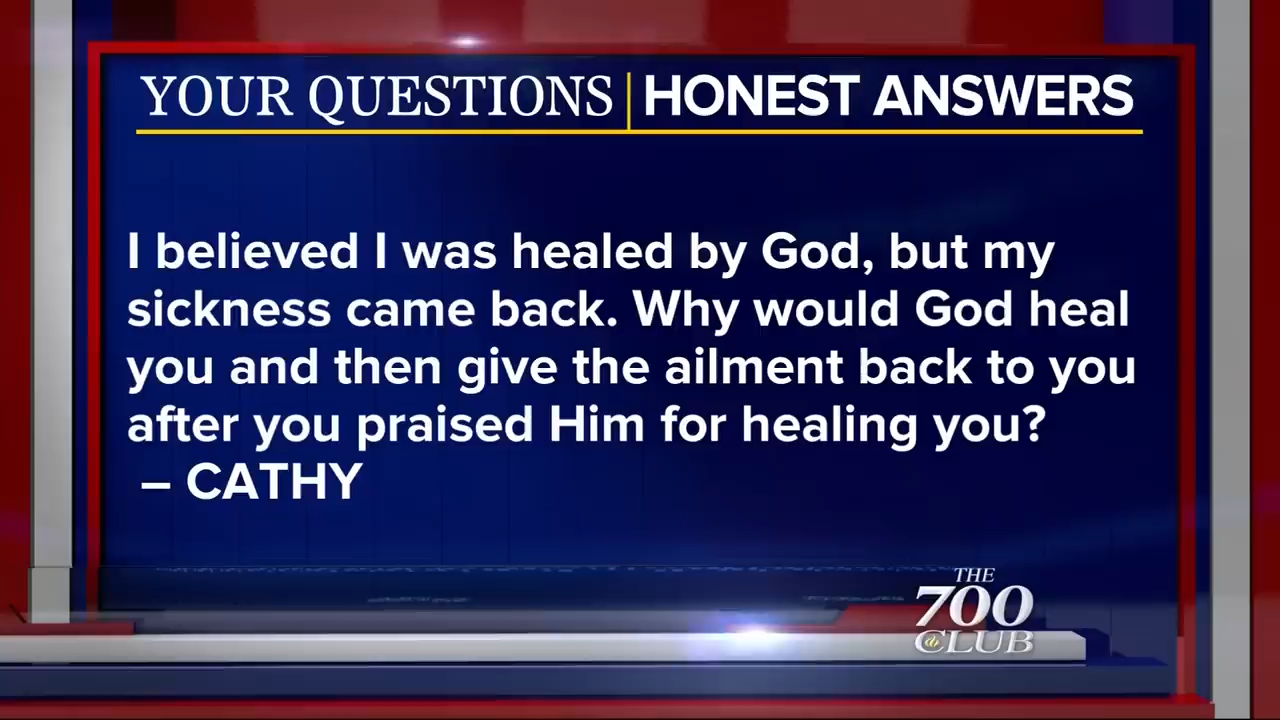 YOUR QUESTIONS | HONEST ANSWERS
I believed I was healed by God, but my
sickness came back. Why would God heal
you and then give the ailment back to you
after you praised Him for healing you?
– CATHY
THE
700
CLUB